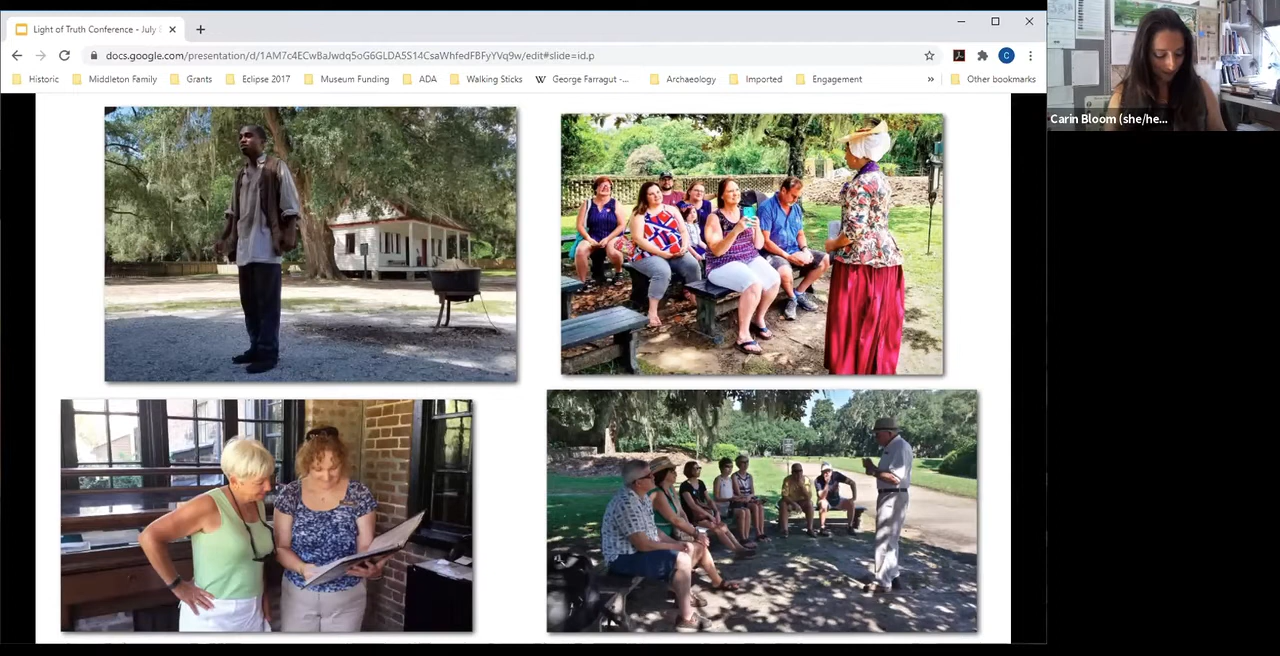 Light of Truth Conference - July
docs.google.com/presentation/d/1AM7c4ECwBaJwdq5oG6GLDA5S14CsaWhfedFBFyYVq9w/edit#slide=id.p
C
Historic
Middleton Family
Grants
Eclipse 2017
Museum Funding
ADA
Walking Sticks
W George Farragut -...
Archaeology
Imported
Engagement
»
Other bookmarks
Carin Bloom (she/he...